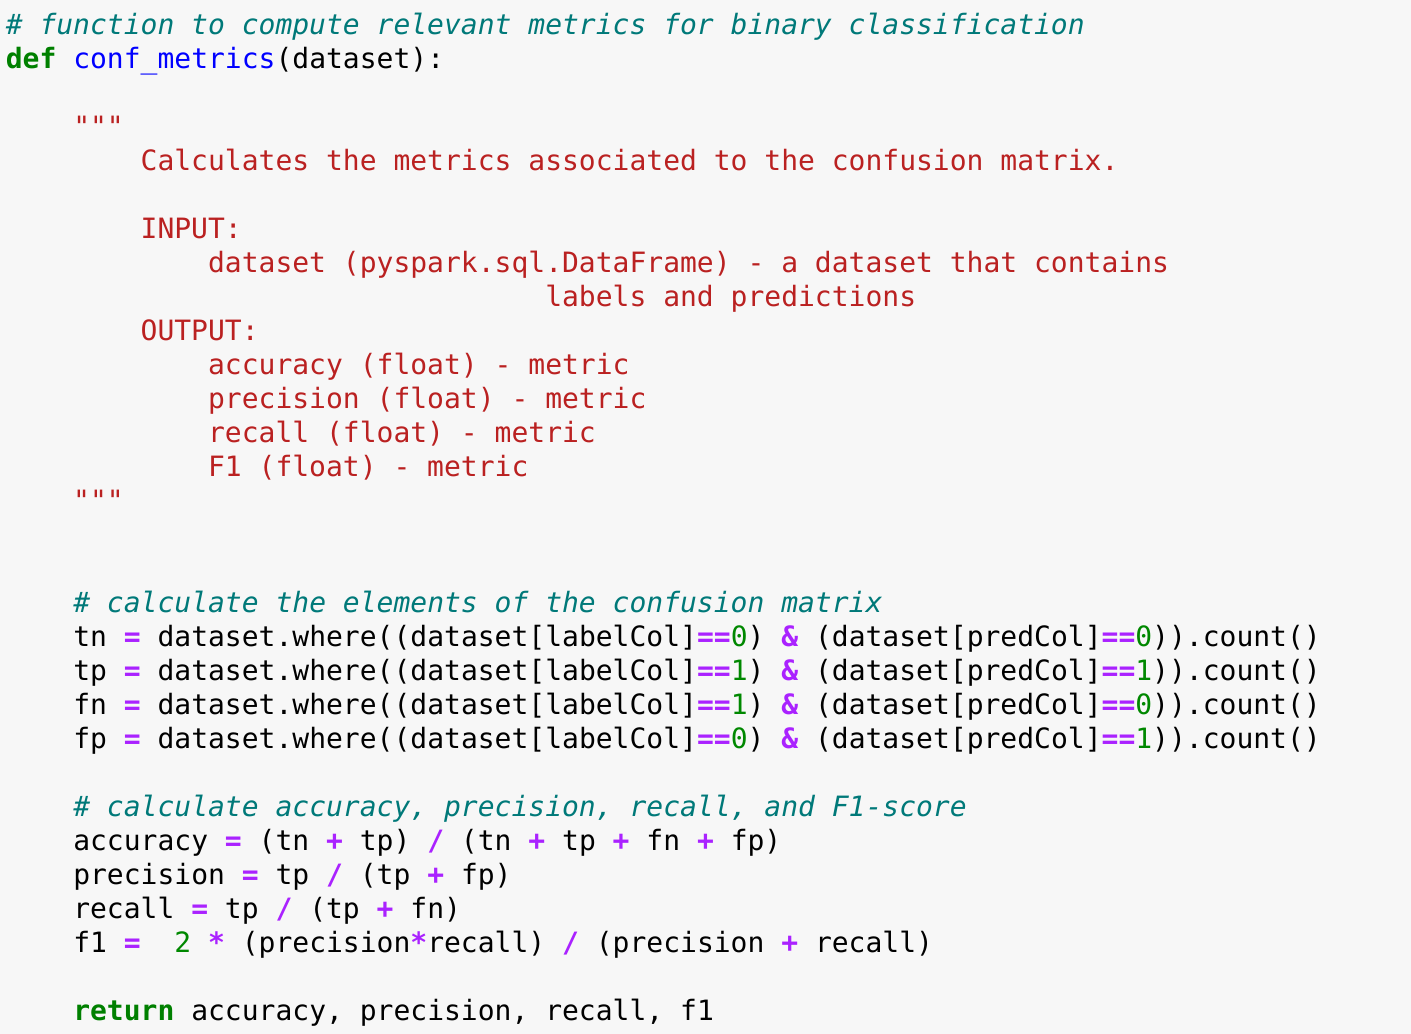 # function to compute relevant metrics for binary classification
def conf_metrics(dataset):

    """
        Calculates the metrics associated to the confusion matrix.

        INPUT:
            dataset (pyspark.sql.DataFrame) - a dataset that contains
                                labels and predictions
        OUTPUT:
            accuracy (float) - metric
            precision (float) - metric
            recall (float) - metric
            F1 (float) - metric
    """


    # calculate the elements of the confusion matrix
    tn = dataset.where((dataset[labelCol]==0) & (dataset[predCol]==0)).count()
    tp = dataset.where((dataset[labelCol]==1) & (dataset[predCol]==1)).count()
    fn = dataset.where((dataset[labelCol]==1) & (dataset[predCol]==0)).count()
    fp = dataset.where((dataset[labelCol]==0) & (dataset[predCol]==1)).count()

    # calculate accuracy, precision, recall, and F1-score
    accuracy = (tn + tp) / (tn + tp + fn + fp)
    precision = tp / (tp + fp)
    recall = tp / (tp + fn)
    f1 =  2 * (precision*recall) / (precision + recall)

    return accuracy, precision, recall, f1